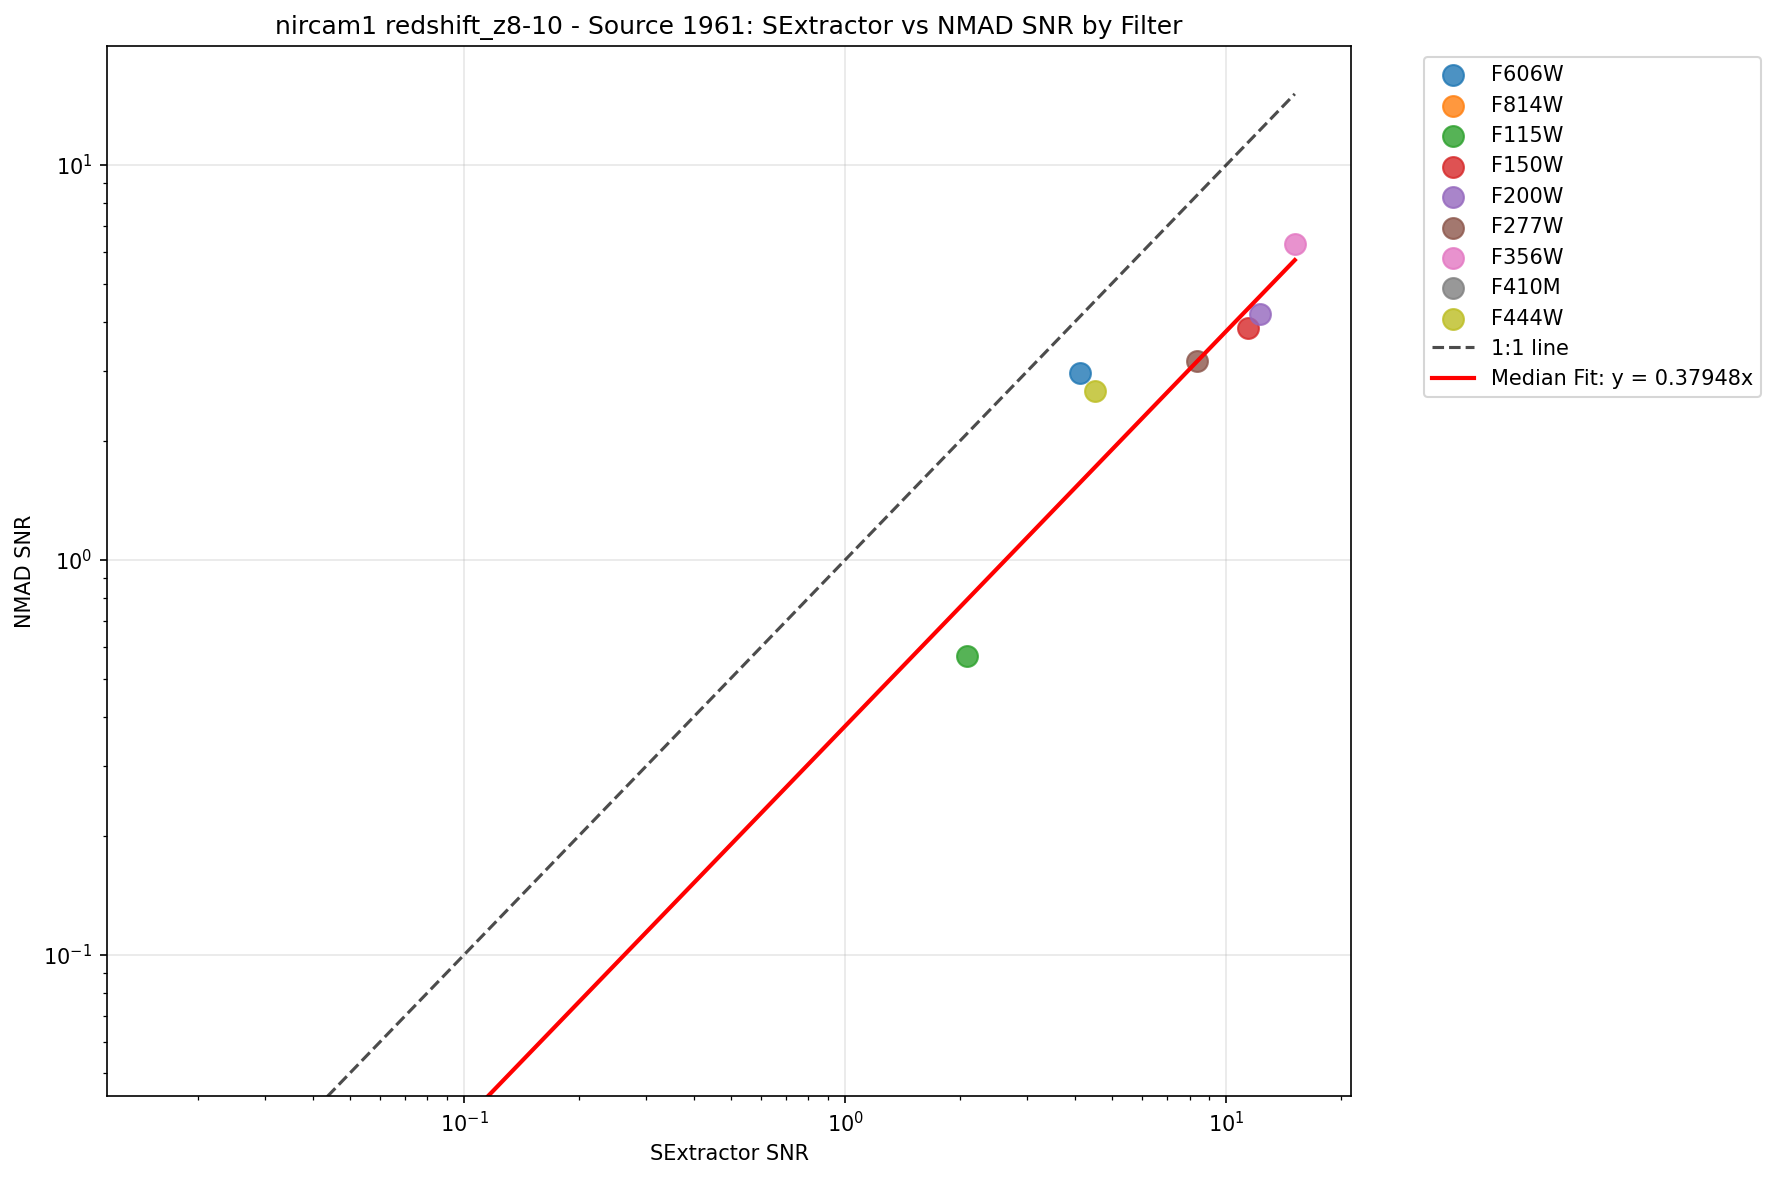 nircam1 redshift_z8-10 - Source 1961: SExtractor vs NMAD SNR by Filter
F606W
F814W
F115W
F150W
F200W
F277W
F356W
F410M
F444W
1:1 line
Median Fit: y = 0.37948x
NMAD SNR
10¹
10⁰
10⁻¹
10⁻¹ 10⁰ 10¹
SExtractor SNR